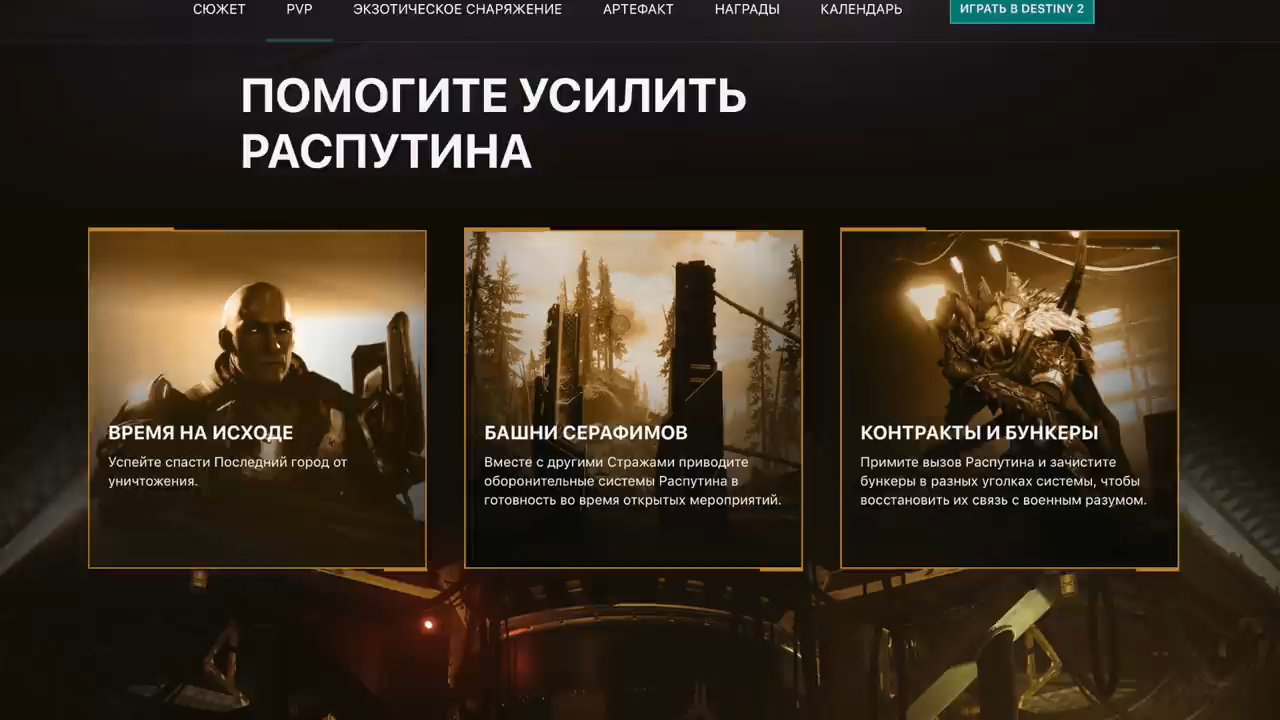 СЮЖЕТ PVP ЭКЗОТИЧЕСКОЕ СНАРЯЖЕНИЕ АРТЕФАКТ НАГРАДЫ КАЛЕНДАРЬ ИГРАТЬ В DESTINY 2
ПОМОГИТЕ УСИЛИТЬ
РАСПУТИНА
ВРЕМЯ НА ИСХОДЕ
Успейте спасти Последний город от
уничтожения.
БАШНИ СЕРАФИМОВ
Вместе с другими Стражами приводите
оборонительные системы Распутина в
готовность во время открытых мероприятий.
КОНТРАКТЫ И БУНКЕРЫ
Примите вызов Распутина и зачистите
бункеры в разных уголках системы, чтобы
восстановить их связь с военным разумом.